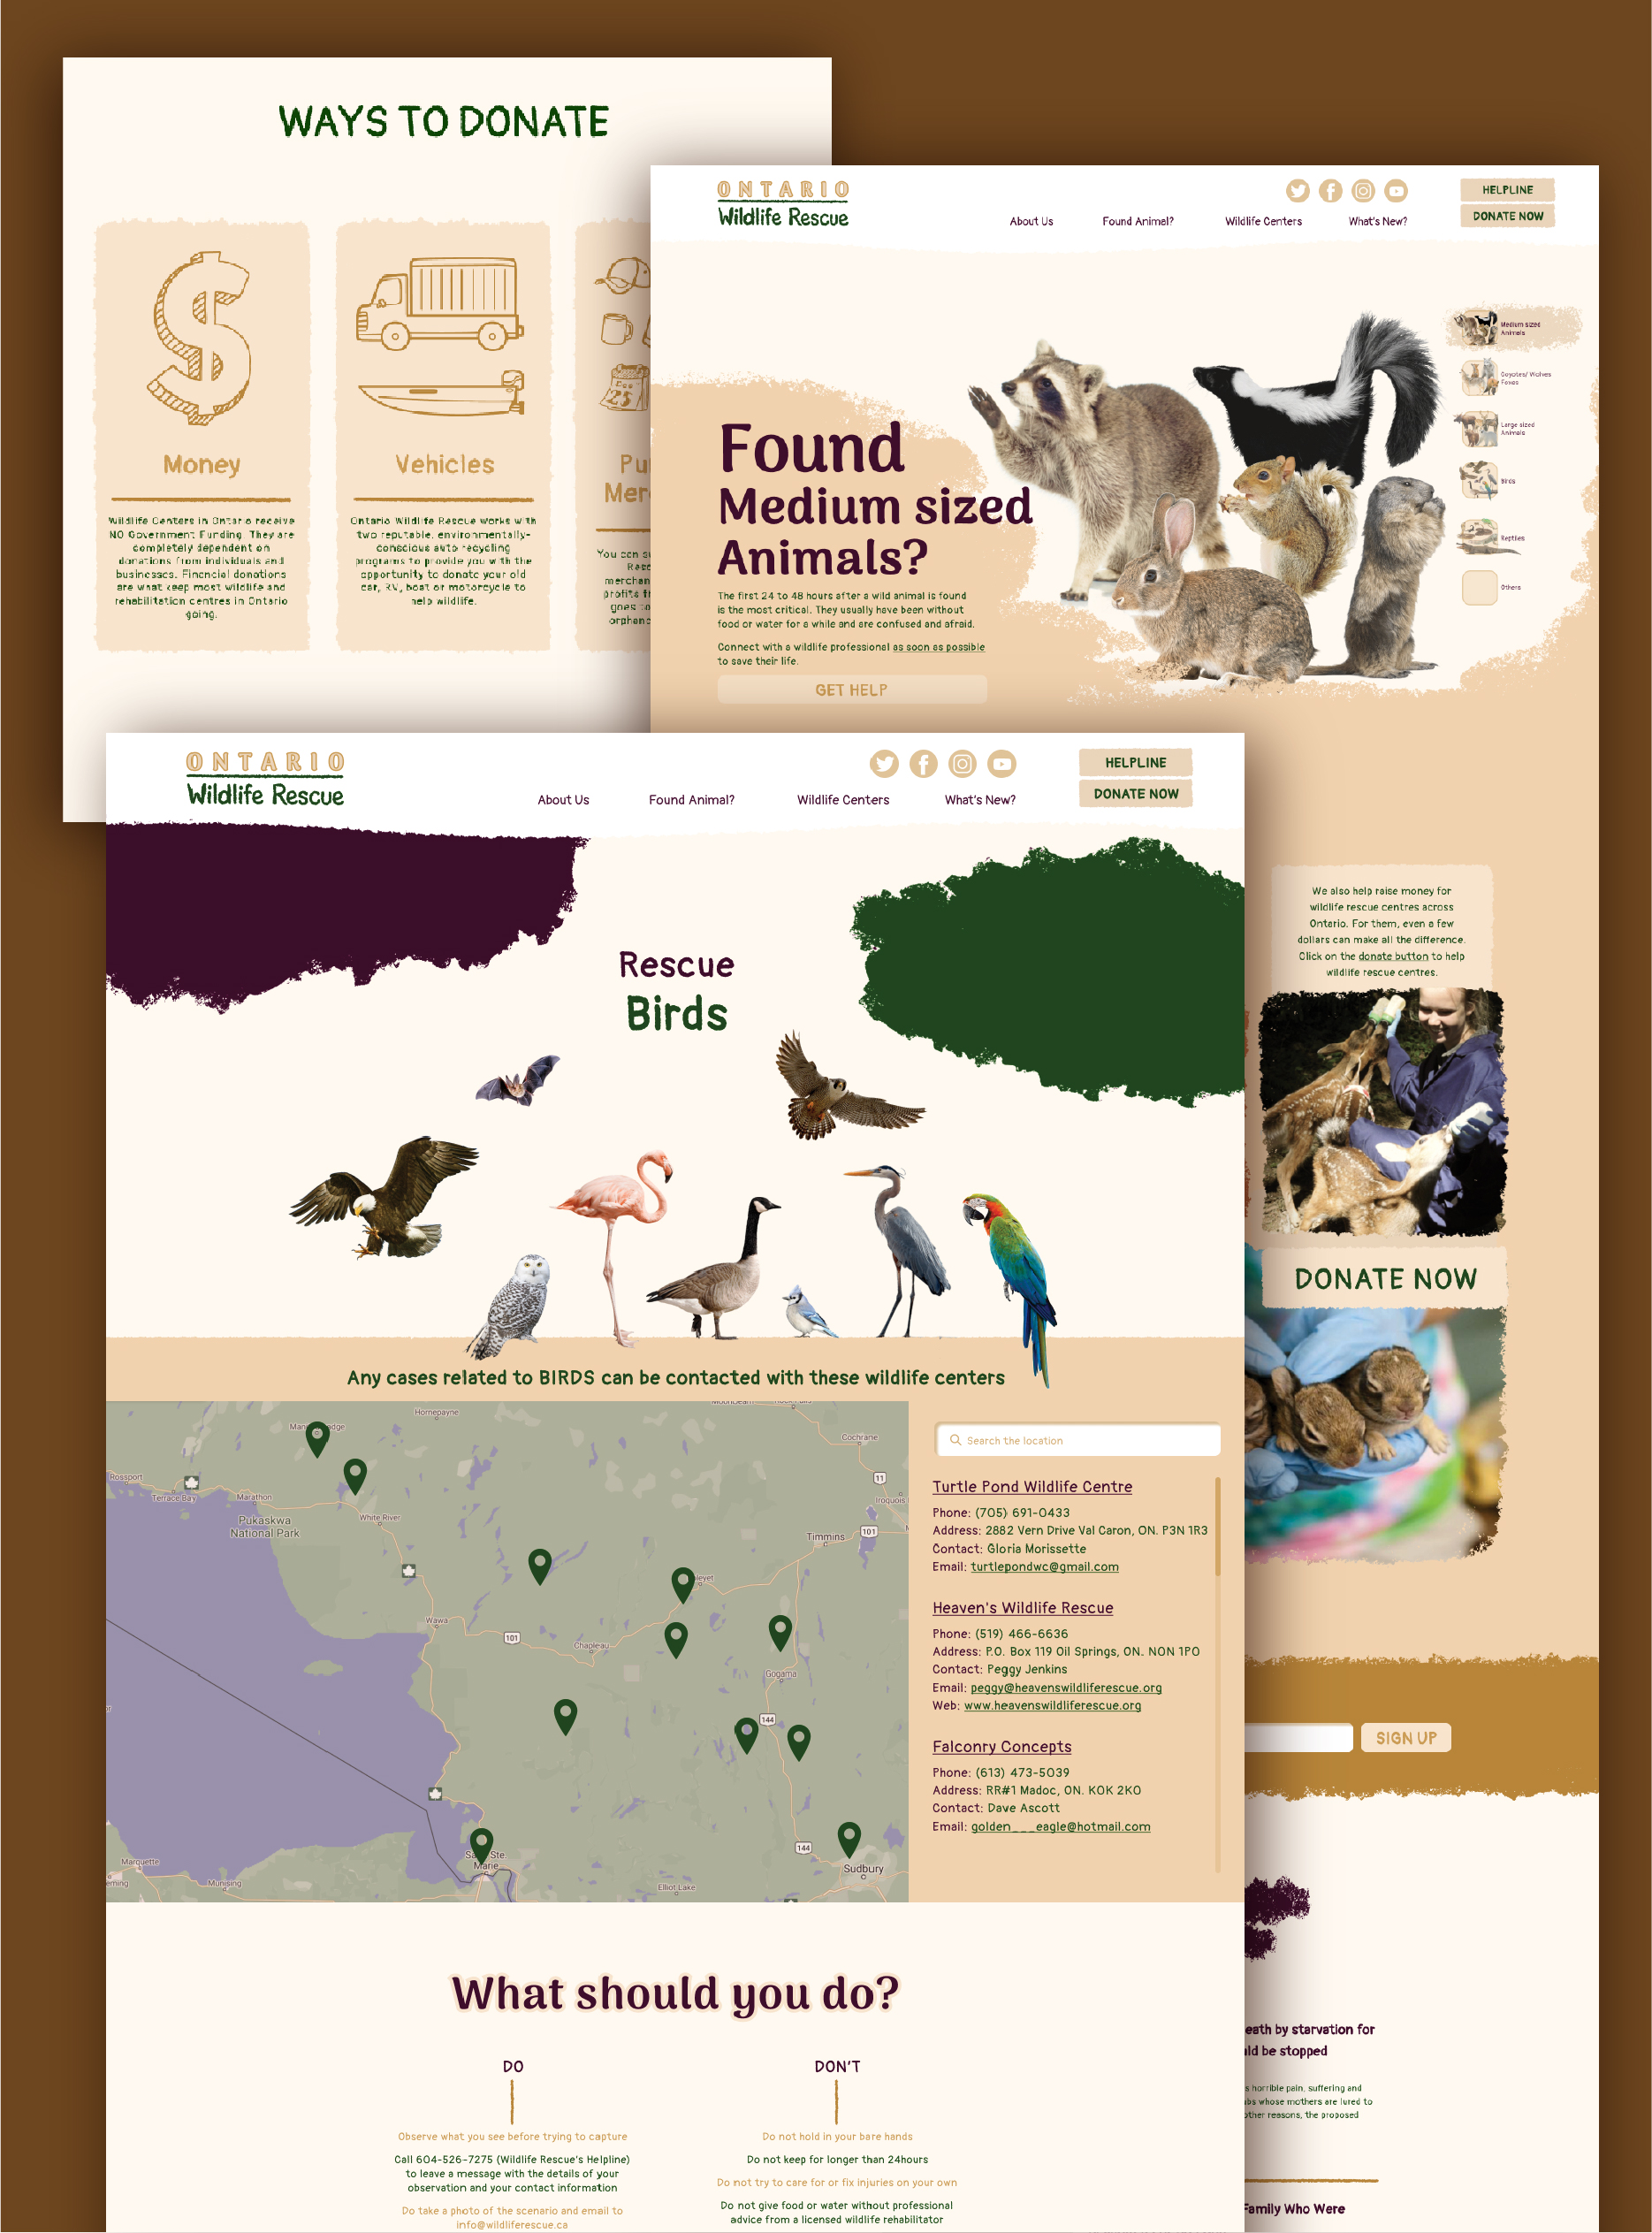 WAYS TO DONATE
Money
Wildlife Centers in Ontario receive
NO Government Funding. They are
completely dependent on
donations from individuals and
businesses. Financial donations
are what keep most wildlife and
rehabilitation centres in Ontario
going.
Vehicles
Ontario Wildlife Rescue works with
two reputable, environmentally-
conscious auto recycling
programs to provide you with the
opportunity to donate your old
car, RV, boat or motorcycle to
help wildlife.
25
You can
merchan
profits
goes
orphan
ONTARIO
Wildlife Rescue
About Us
Found Animal?
Wildlife Centers
What's New?
HELPLINE
DONATE NOW
Medium sized
Animals
Coyotes/ Wolves
Foxes
Large sized
Animals
Birds
Reptiles
Others
Found
Medium sized
Animals?
The first 24 to 48 hours after a wild animal is found
is the most critical. They usually have been without
food or water for a while and are confused and afraid.
Connect with a wildlife professional as soon as possible
to save their life.
GET HELP
We also help raise money for
wildlife rescue centres across
Ontario. For them, even a few
dollars can make all the difference.
Click on the donate button to help
wildlife rescue centres.
DONATE NOW
SIGN UP
eath by starvation for
ld be stopped
s horrible pain, suffering and
bs whose mothers are lured to
other reasons, the proposed
Family Who Were
ONTARIO
Wildlife Rescue
About Us
Found Animal?
Wildlife Centers
What's New?
HELPLINE
DONATE NOW
Rescue
Birds
Any cases related to BIRDS can be contacted with these wildlife centers
Hornepayne
Cochrane
11
Rossport
Terrace Bay
Marathon
Iroquois
Pukaskwa
National Park
White River
Timmins
101
Wawa
101
Chapleau
Gogama
144
144
Sudbury
Marquette
Munising
Marie
Elliot Lake
Search the location
Turtle Pond Wildlife Centre
Phone: (705) 691-0433
Address: 2882 Vern Drive Val Caron, ON. P3N 1R3
Contact: Gloria Morissette
Email: turtlepondwc@gmail.com
Heaven's Wildlife Rescue
Phone: (519) 466-6636
Address: P.O. Box 119 Oil Springs, ON. N0N 1P0
Contact: Peggy Jenkins
Email: peggy@heavenswildliferescue.org
Web: www.heavenswildliferescue.org
Falconry Concepts
Phone: (613) 473-5039
Address: RR#1 Madoc, ON. K0K 2K0
Contact: Dave Ascott
Email: golden___eagle@hotmail.com
What should you do?
DO
Observe what you see before trying to capture
Call 604-526-7275 (Wildlife Rescue's Helpline)
to leave a message with the details of your
observation and your contact information
Do take a photo of the scenario and email to
info@wildliferescue.ca
DON'T
Do not hold in your bare hands
Do not keep for longer than 24hours
Do not try to care for or fix injuries on your own
Do not give food or water without professional
advice from a licensed wildlife rehabilitator